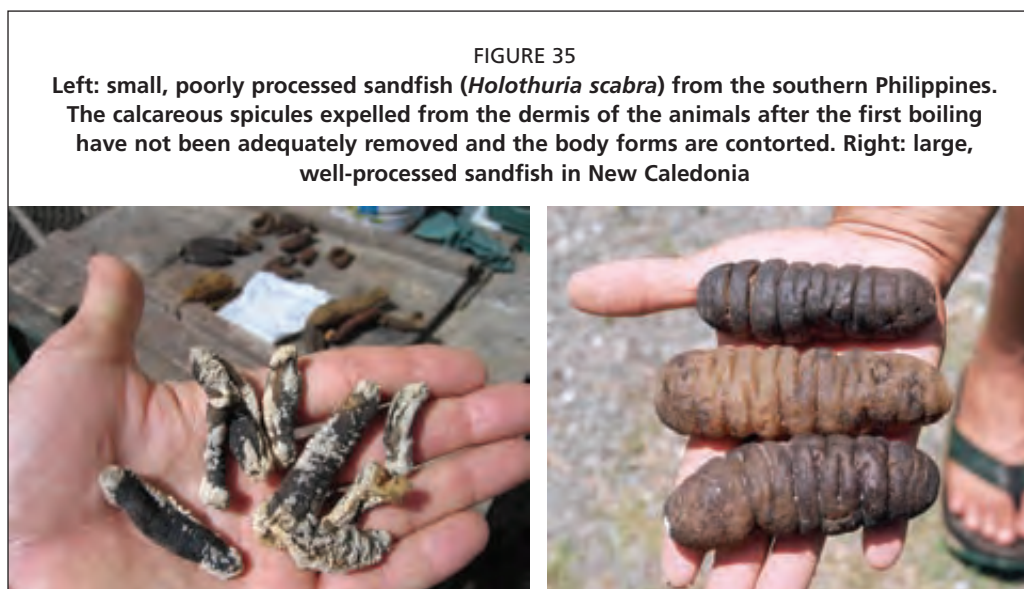 FIGURE 35
Left: small, poorly processed sandfish (Holothuria scabra) from the southern Philippines.
The calcareous spicules expelled from the dermis of the animals after the first boiling
have not been adequately removed and the body forms are contorted. Right: large,
well-processed sandfish in New Caledonia